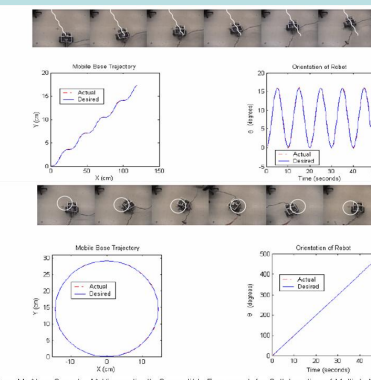 Mobile Base Trajectory
20
15
10
5
0
Y (cm)
Actual
Desired
0 50 100 150
X (cm)
Orientation of Robot
20
15
10
5
0
-5
θ (degrees)
Actual
Desired
0 10 20 30 40
Time (seconds)
Mobile Base Trajectory
30
25
20
15
10
5
0
Y (cm)
Actual
Desired
-10 0 10
X (cm)
Orientation of Robot
500
400
300
200
100
0
θ (degrees)
Actual
Desired
0 10 20 30 40
Time (seconds)